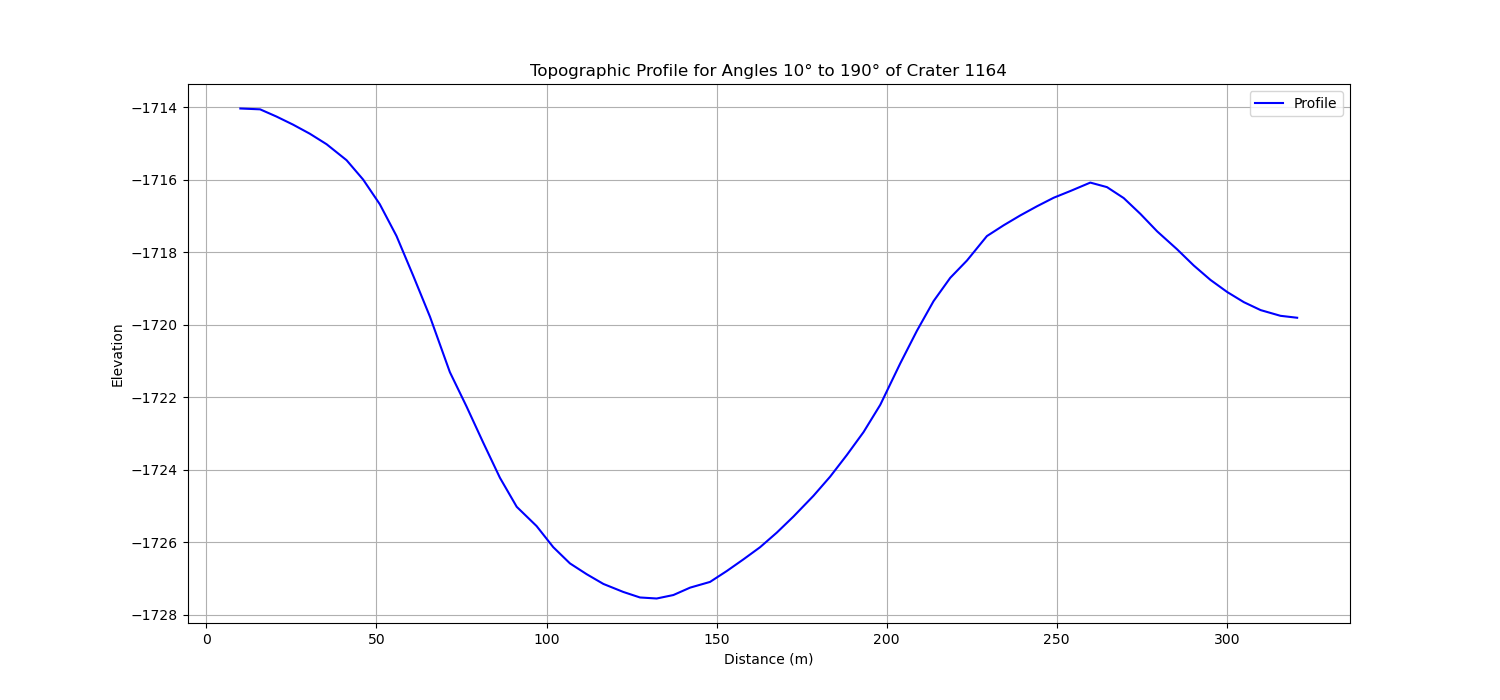 Topographic Profile for Angles 10° to 190° of Crater 1164
Profile
−1714
−1716
−1718
−1720
−1722
−1724
−1726
−1728
Elevation
0 50 100 150 200 250 300
Distance (m)